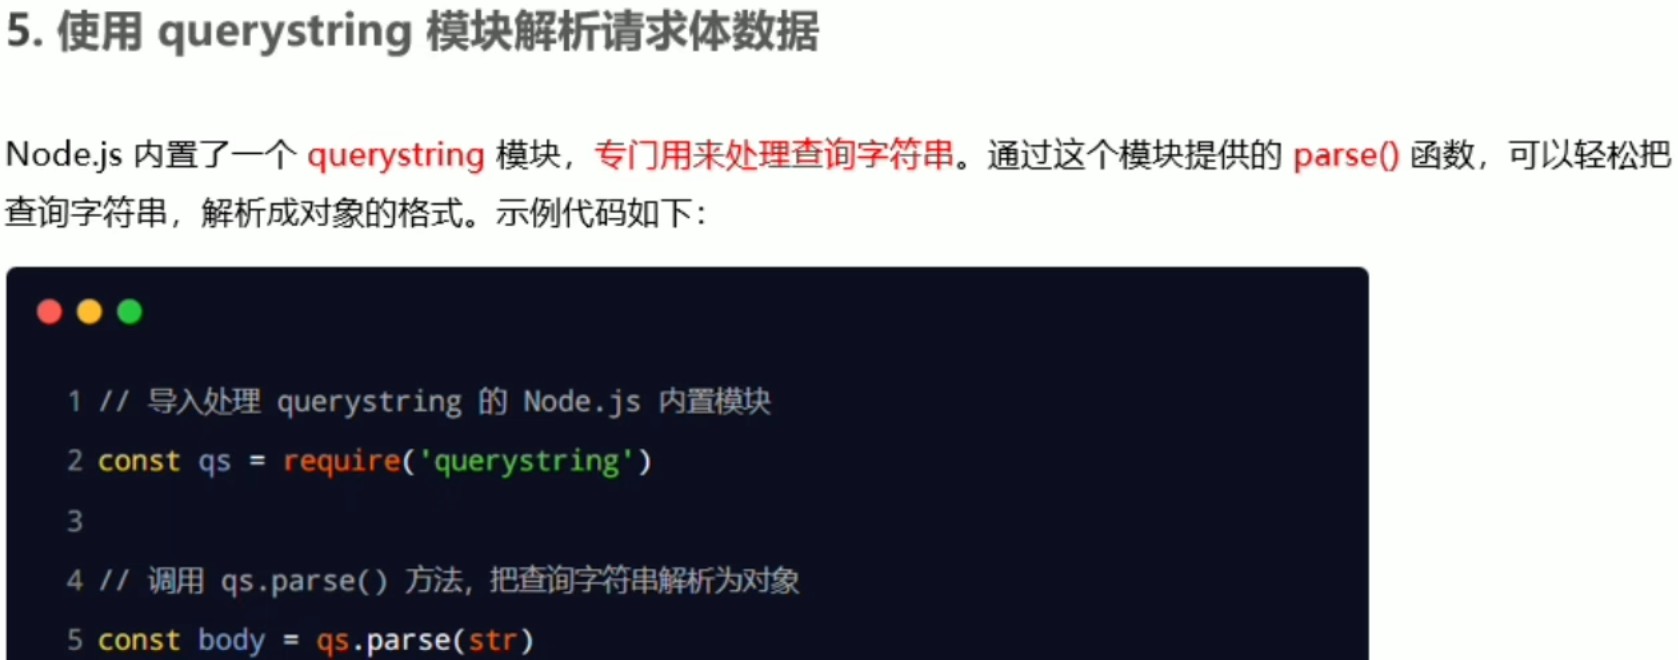 5. 使用 querystring 模块解析请求体数据
Node.js 内置了一个 querystring 模块，专门用来处理查询字符串。通过这个模块提供的 parse() 函数，可以轻松把
查询字符串，解析成对象的格式。示例代码如下：
1 // 导入处理 querystring 的 Node.js 内置模块
2 const qs = require('querystring')
3
4 // 调用 qs.parse() 方法，把查询字符串解析为对象
5 const body = qs.parse(str)